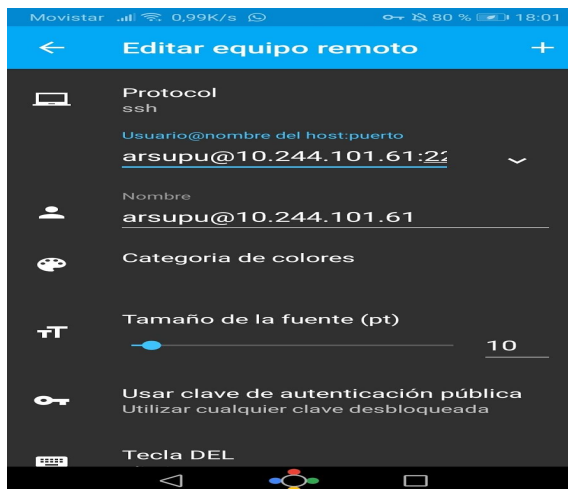 Movistar 0,99K/s 80 % 18:01
Editar equipo remoto
Protocol
ssh
Usuario@nombre del host:puerto
arsupu@10.244.101.61:22
Nombre
arsupu@10.244.101.61
Categoria de colores
Tamaño de la fuente (pt)
10
Usar clave de autenticación pública
Utilizar cualquier clave desbloqueada
Tecla DEL